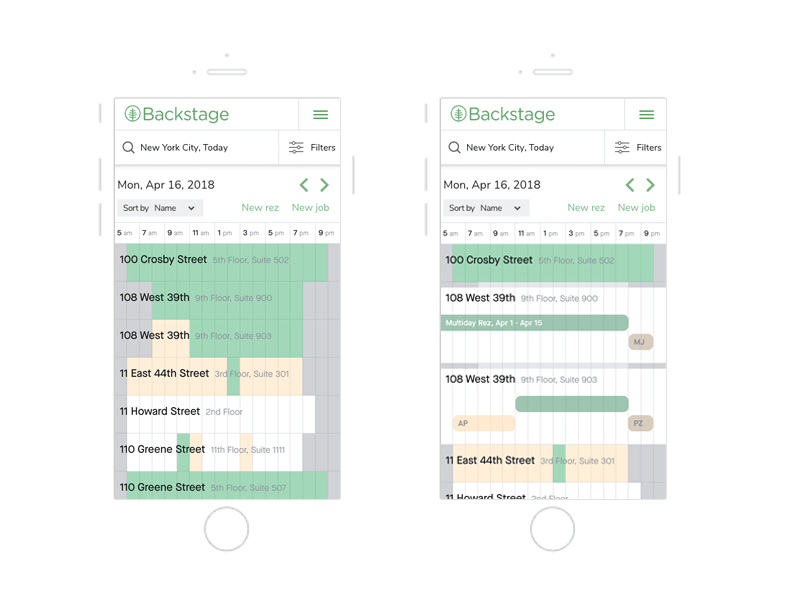 Backstage
New York City, Today Filters
Mon, Apr 16, 2018
Sort by Name New rez New job
5 am 7 am 9 am 11 am 1 pm 3 pm 5 pm 7 pm 9 pm
100 Crosby Street 5th Floor, Suite 502
108 West 39th 9th Floor, Suite 900
108 West 39th 9th Floor, Suite 903
11 East 44th Street 3rd Floor, Suite 301
11 Howard Street 2nd Floor
110 Greene Street 11th Floor, Suite 1111
110 Greene Street 5th Floor, Suite 507
Backstage
New York City, Today Filters
Mon, Apr 16, 2018
Sort by Name New rez New job
5 am 7 am 9 am 11 am 1 pm 3 pm 5 pm 7 pm 9 pm
100 Crosby Street 5th Floor, Suite 502
108 West 39th 9th Floor, Suite 900
Multiday Rez, Apr 1 - Apr 15
MJ
108 West 39th 9th Floor, Suite 903
AP PZ
11 East 44th Street 3rd Floor, Suite 301
11 Howard Street 2nd Floor